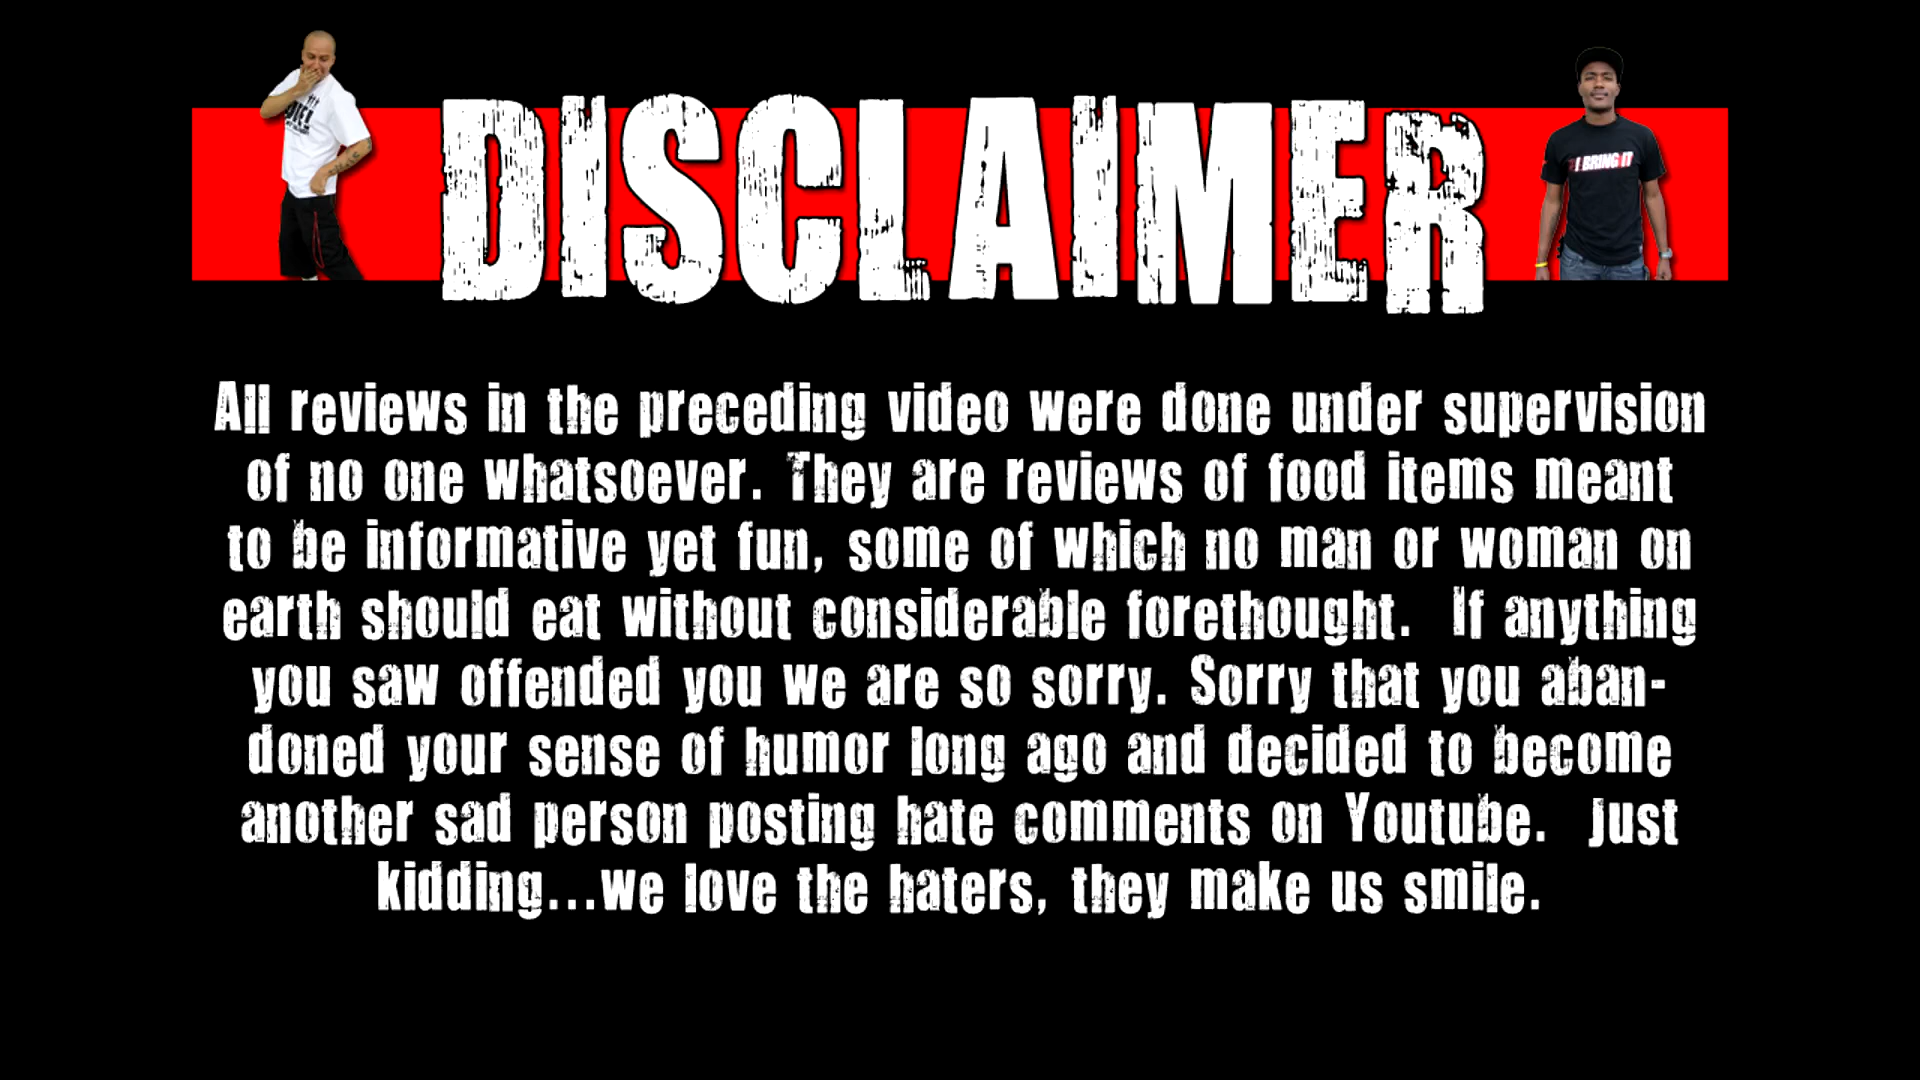 DISCLAIMER
I BRING IT
All reviews in the preceding video were done under supervision
of no one whatsoever. They are reviews of food items meant
to be informative yet fun, some of which no man or woman on
earth should eat without considerable forethought. If anything
you saw offended you we are so sorry. Sorry that you aban-
doned your sense of humor long ago and decided to become
another sad person posting hate comments on Youtube. Just
kidding...we love the haters, they make us smile.